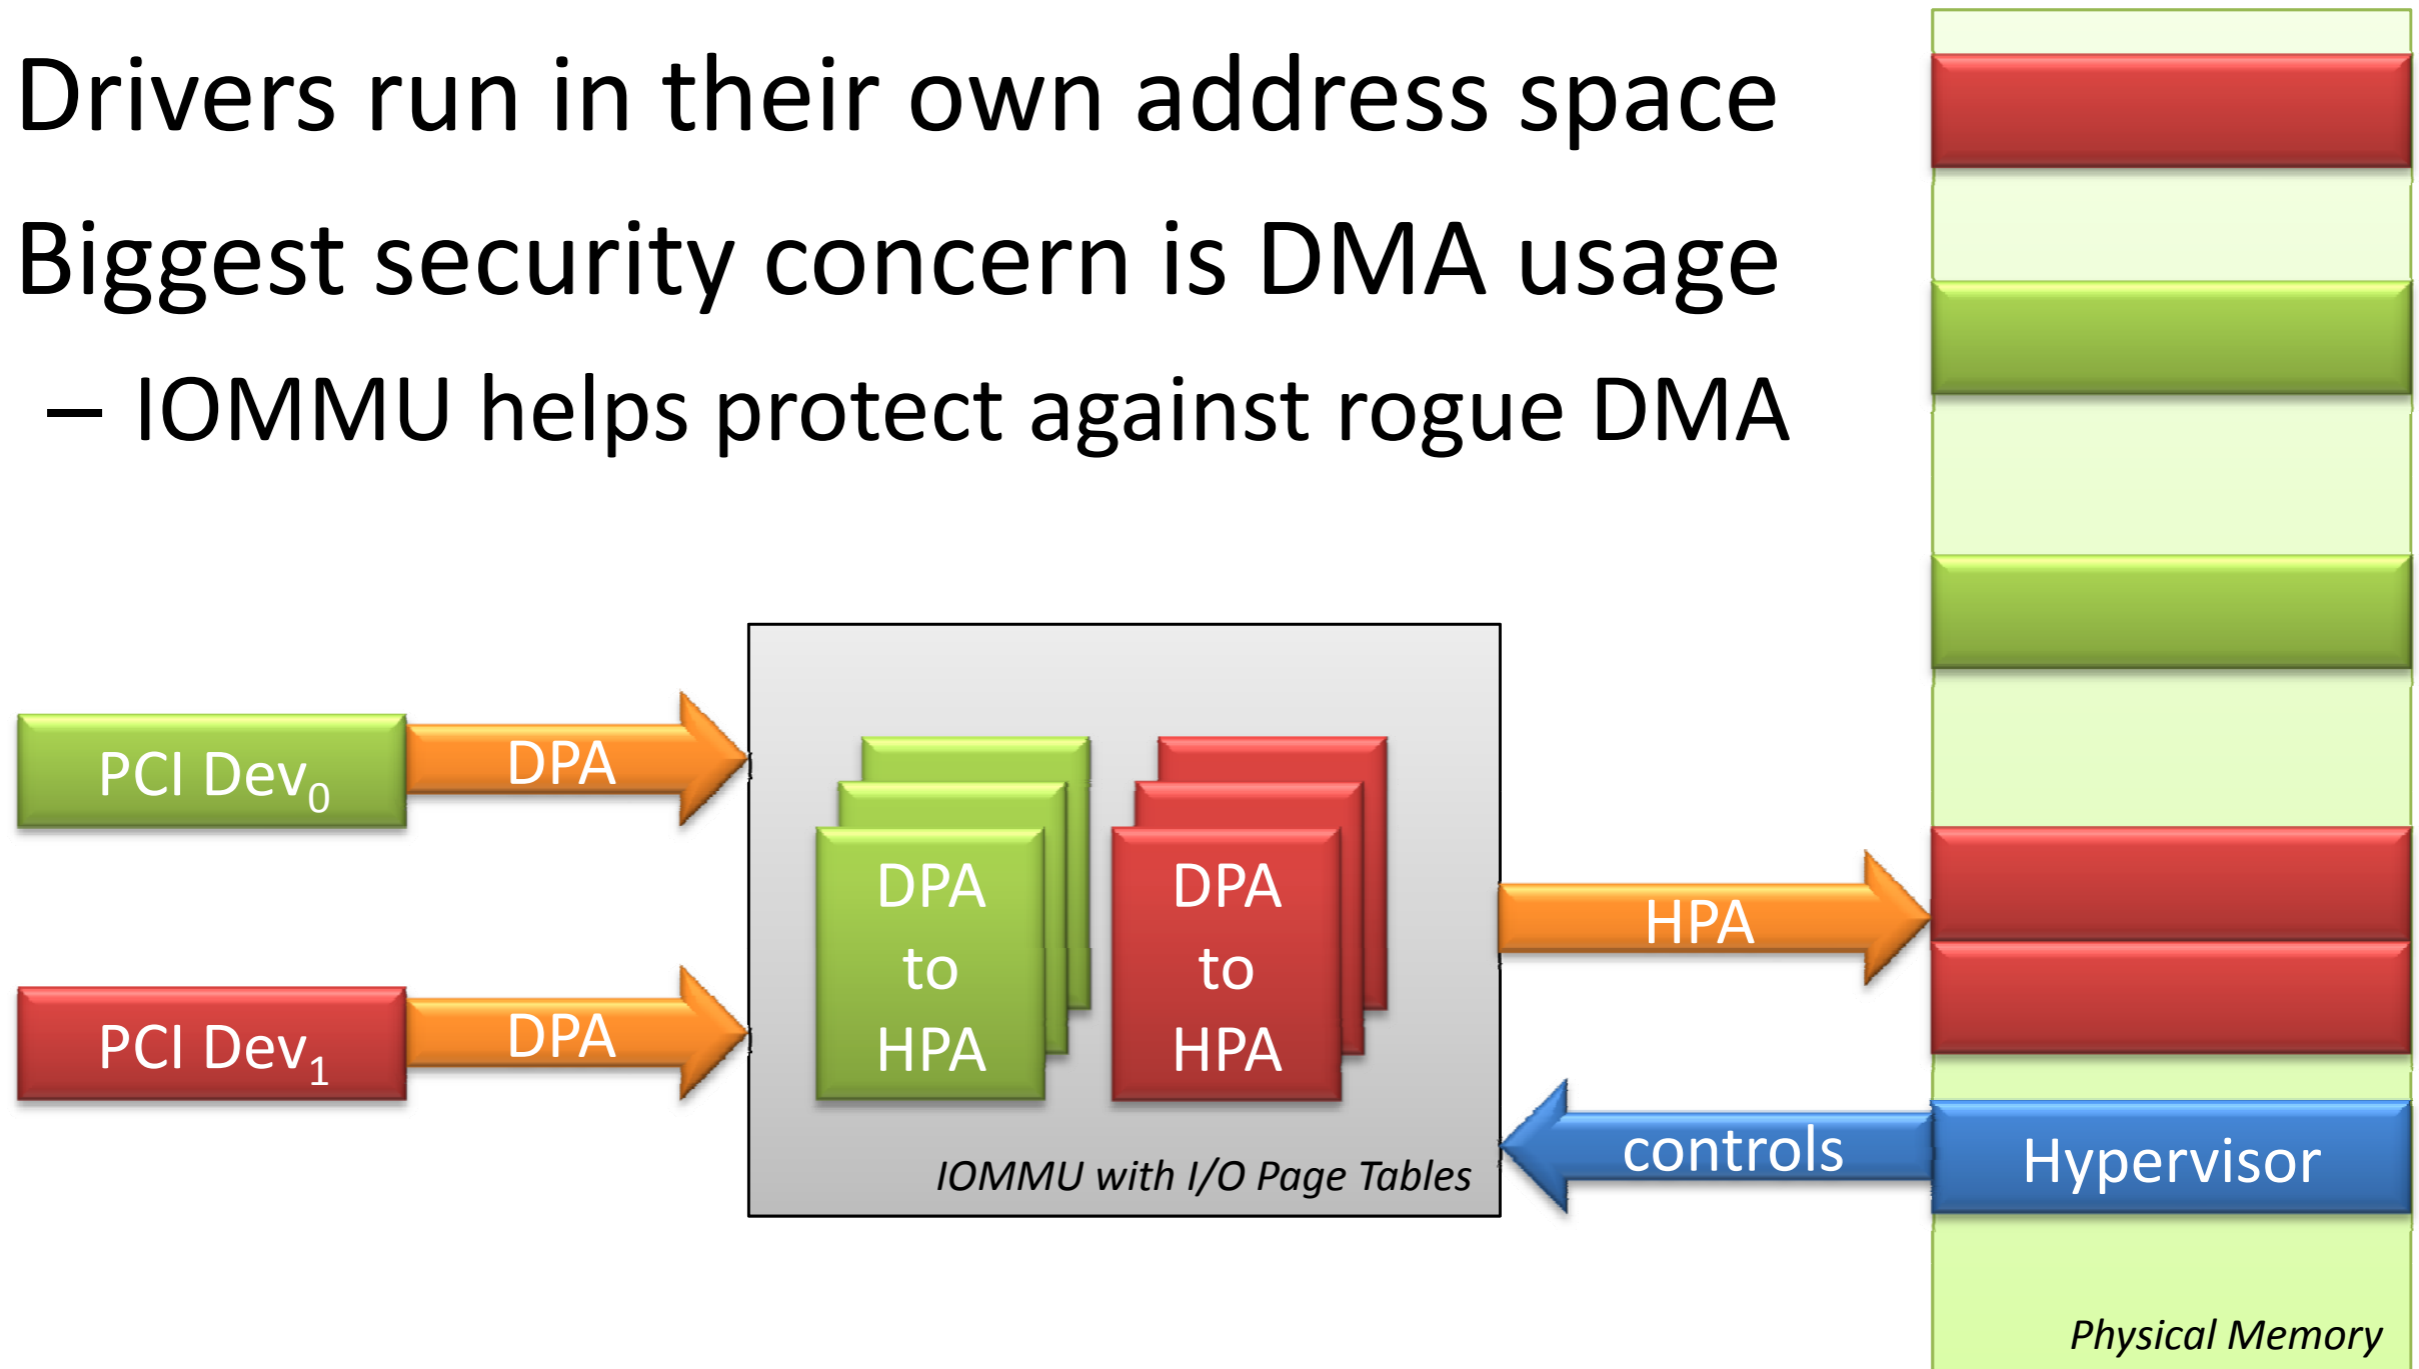 Drivers run in their own address space
Biggest security concern is DMA usage
– IOMMU helps protect against rogue DMA
PCI Dev₀
DPA
PCI Dev₁
DPA
DPA
to
HPA
DPA
to
HPA
IOMMU with I/O Page Tables
HPA
controls
Hypervisor
Physical Memory